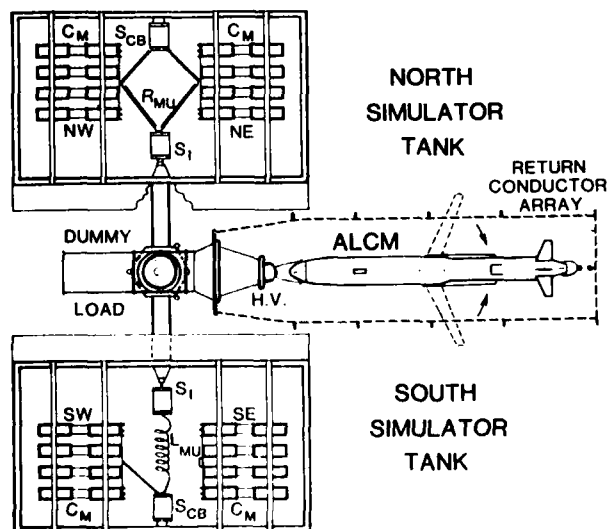 C_M S_CB C_M
R_MU
NW NE
S_1
NORTH
SIMULATOR
TANK
RETURN
CONDUCTOR
ARRAY
DUMMY
LOAD
ALCM
H.V.
SOUTH
SIMULATOR
TANK
S_1
SW SE
L_MU
S_CB
C_M C_M